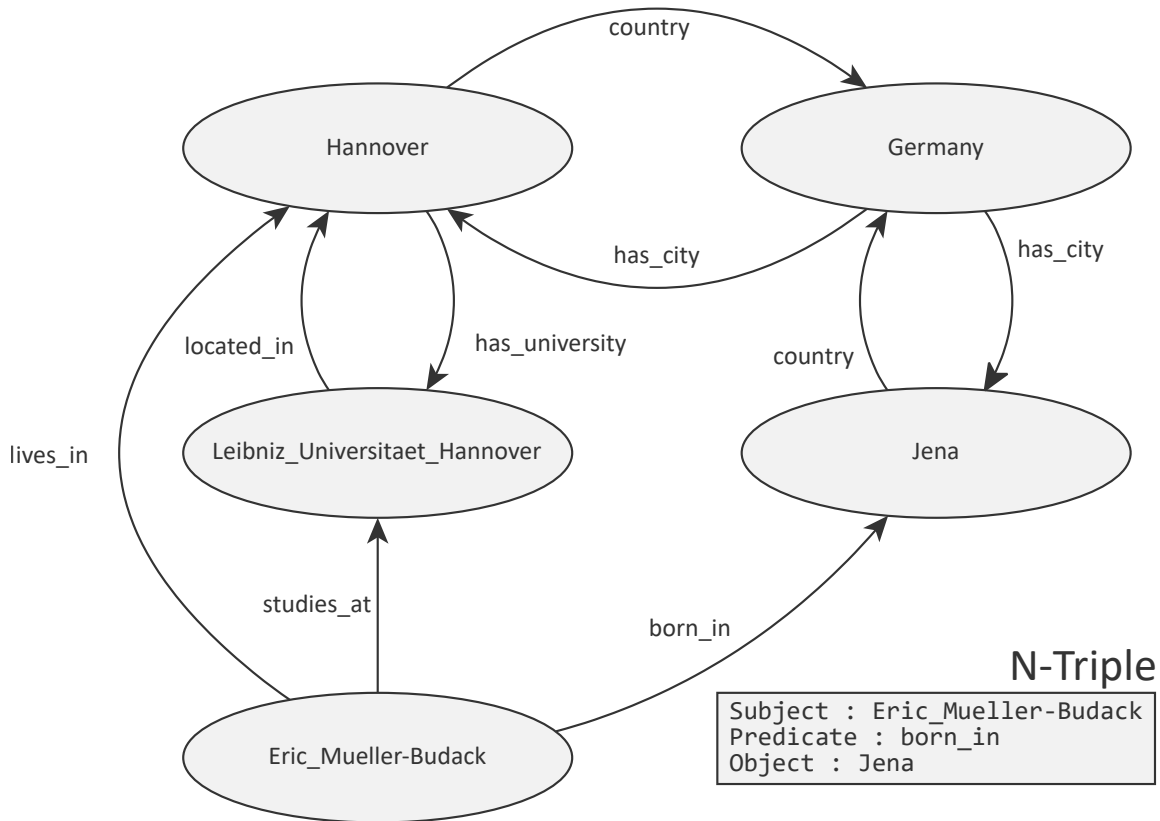 country
Hannover
Germany
has_city
has_city
located_in
has_university
country
Leibniz_Universitaet_Hannover
Jena
lives_in
studies_at
born_in
Eric_Mueller-Budack
N-Triple
Subject : Eric_Mueller-Budack
Predicate : born_in
Object : Jena